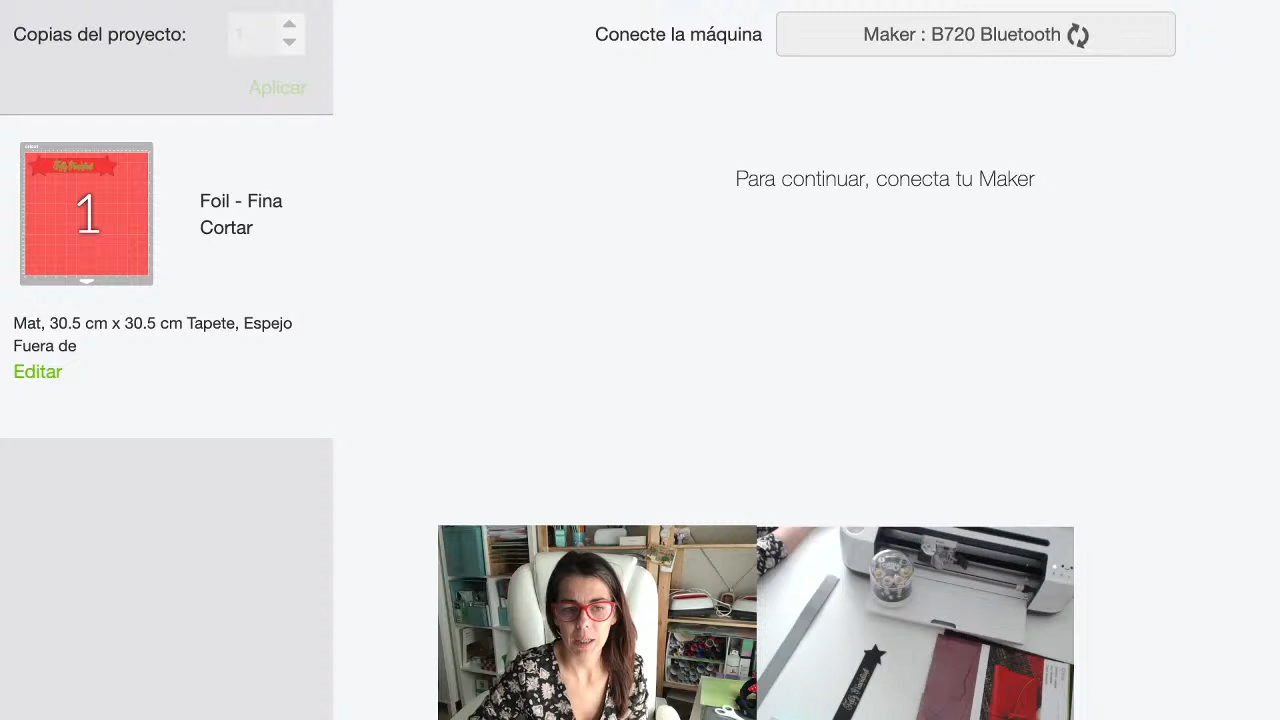 Copias del proyecto:
1
Aplicar
Conecte la máquina
Maker : B720 Bluetooth
Para continuar, conecta tu Maker
1
Foil - Fina
Cortar
Mat, 30.5 cm x 30.5 cm Tapete, Espejo
Fuera de
Editar